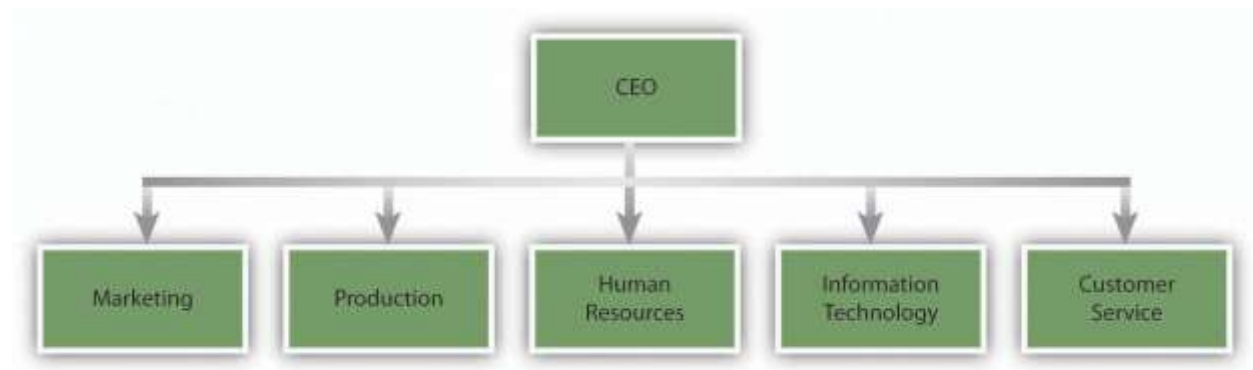 CEO
Marketing
Production
Human
Resources
Information
Technology
Customer
Service